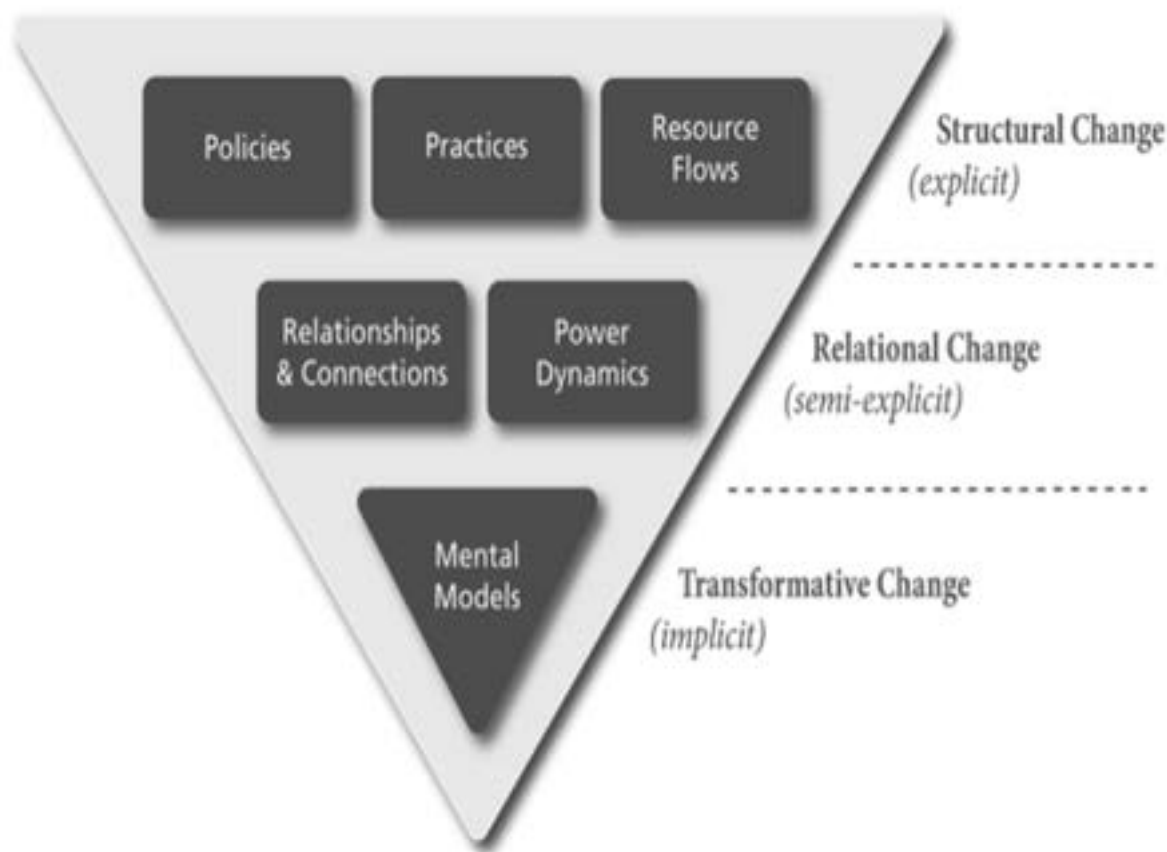 Policies
Practices
Resource
Flows
Structural Change
(explicit)
Relationships
& Connections
Power
Dynamics
Relational Change
(semi-explicit)
Mental
Models
Transformative Change
(implicit)